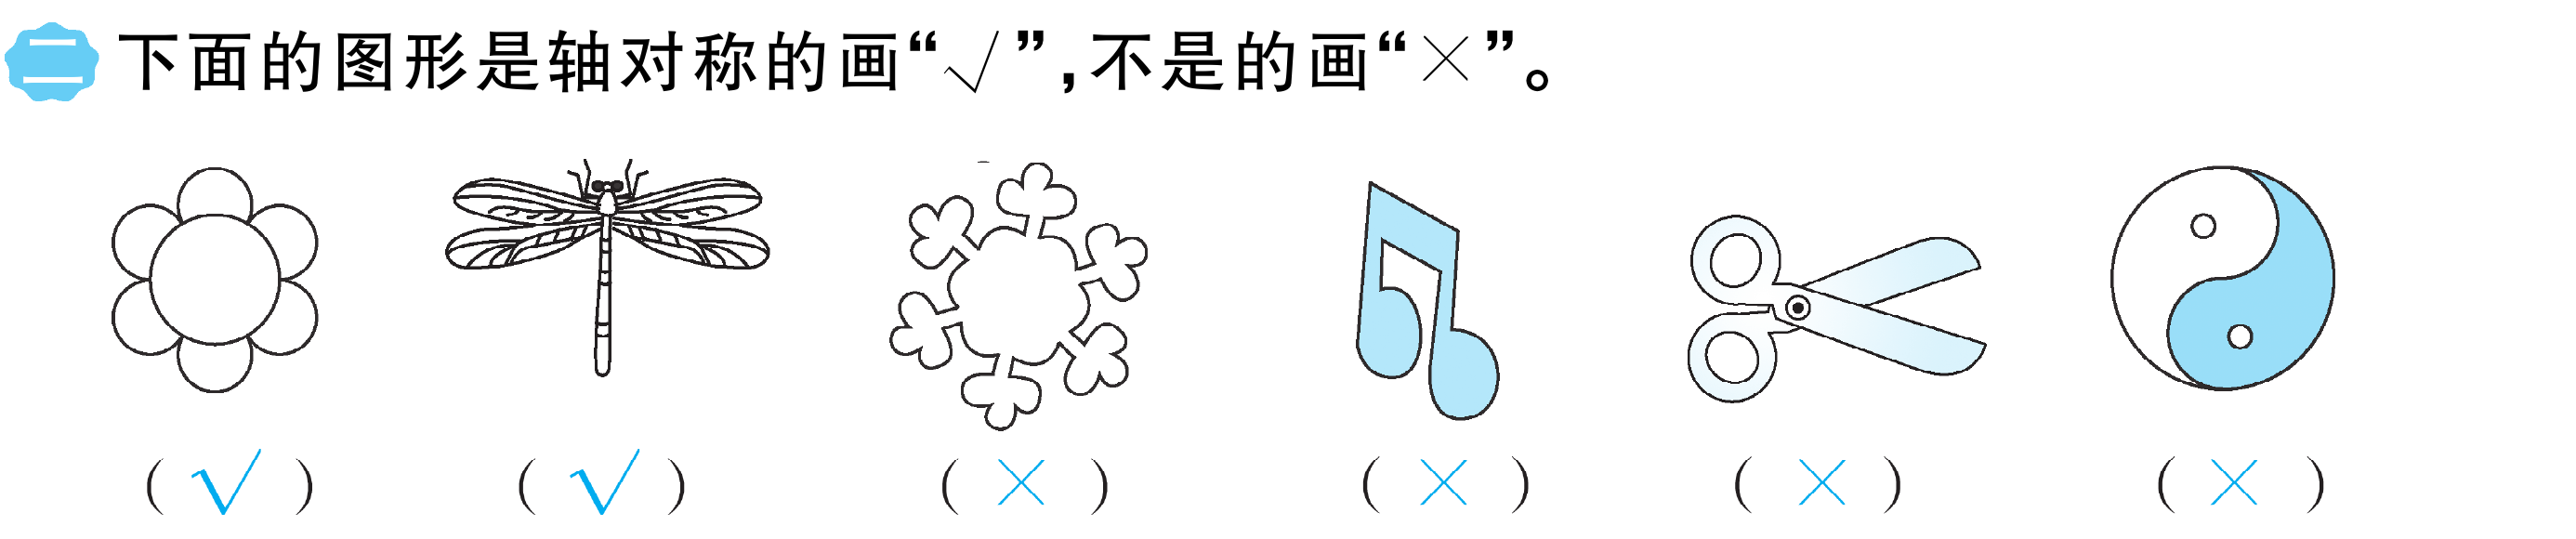 二 下面的图形是轴对称的画“√”,不是的画“×”。
( √ ) ( √ ) ( × ) ( × ) ( × ) ( × )